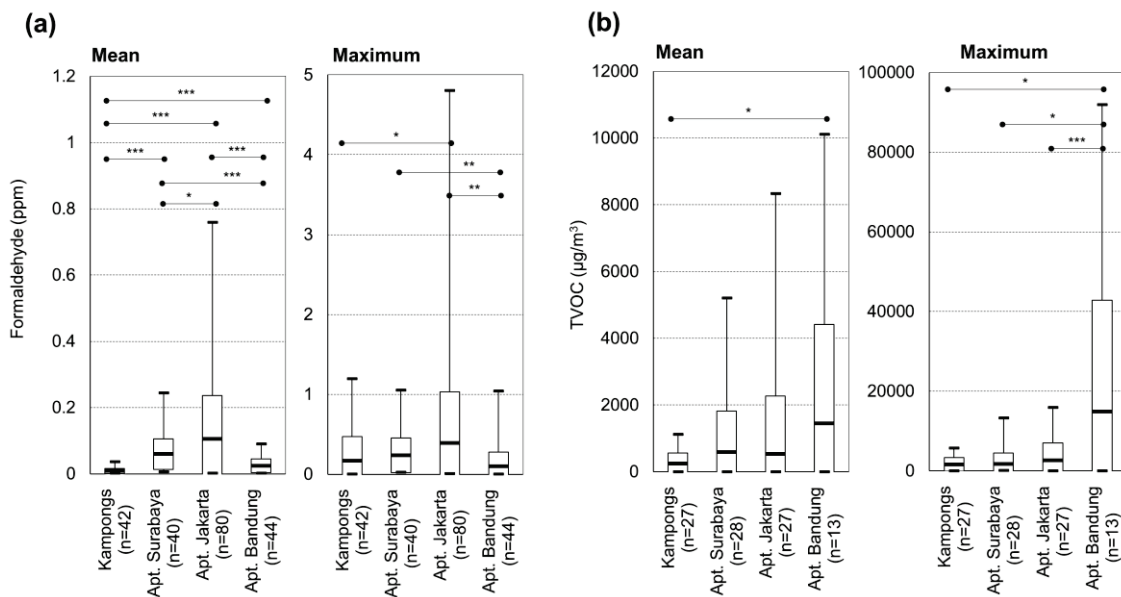 (a)
Mean
Maximum
Formaldehyde (ppm)
1.2
1
0.8
0.6
0.4
0.2
0
***
***
***
***
***
*
Kampongs
(n=42)
Apt. Surabaya
(n=40)
Apt. Jakarta
(n=80)
Apt. Bandung
(n=44)
5
4
3
2
1
0
*
**
**
Kampongs
(n=42)
Apt. Surabaya
(n=40)
Apt. Jakarta
(n=80)
Apt. Bandung
(n=44)
(b)
Mean
Maximum
TVOC (µg/m³)
12000
10000
8000
6000
4000
2000
0
*
Kampongs
(n=27)
Apt. Surabaya
(n=28)
Apt. Jakarta
(n=27)
Apt. Bandung
(n=13)
100000
80000
60000
40000
20000
0
*
*
***
Kampongs
(n=27)
Apt. Surabaya
(n=28)
Apt. Jakarta
(n=27)
Apt. Bandung
(n=13)